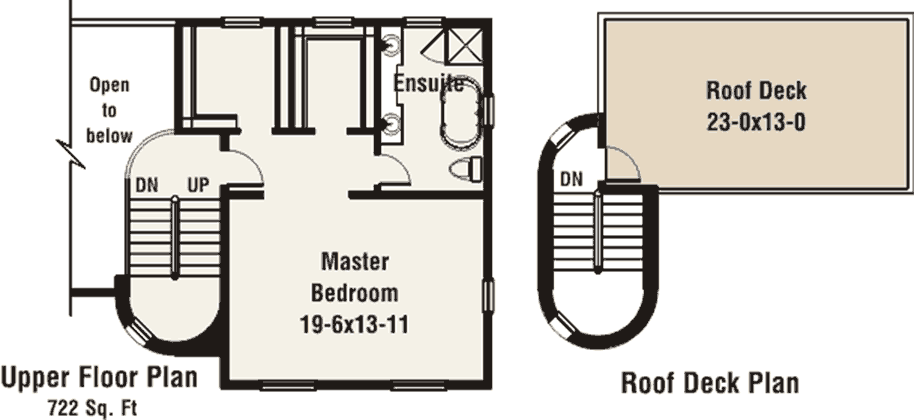 Open
to
below
Ensuite
DN UP
Master
Bedroom
19-6x13-11
Upper Floor Plan
722 Sq. Ft
Roof Deck
23-0x13-0
DN
Roof Deck Plan